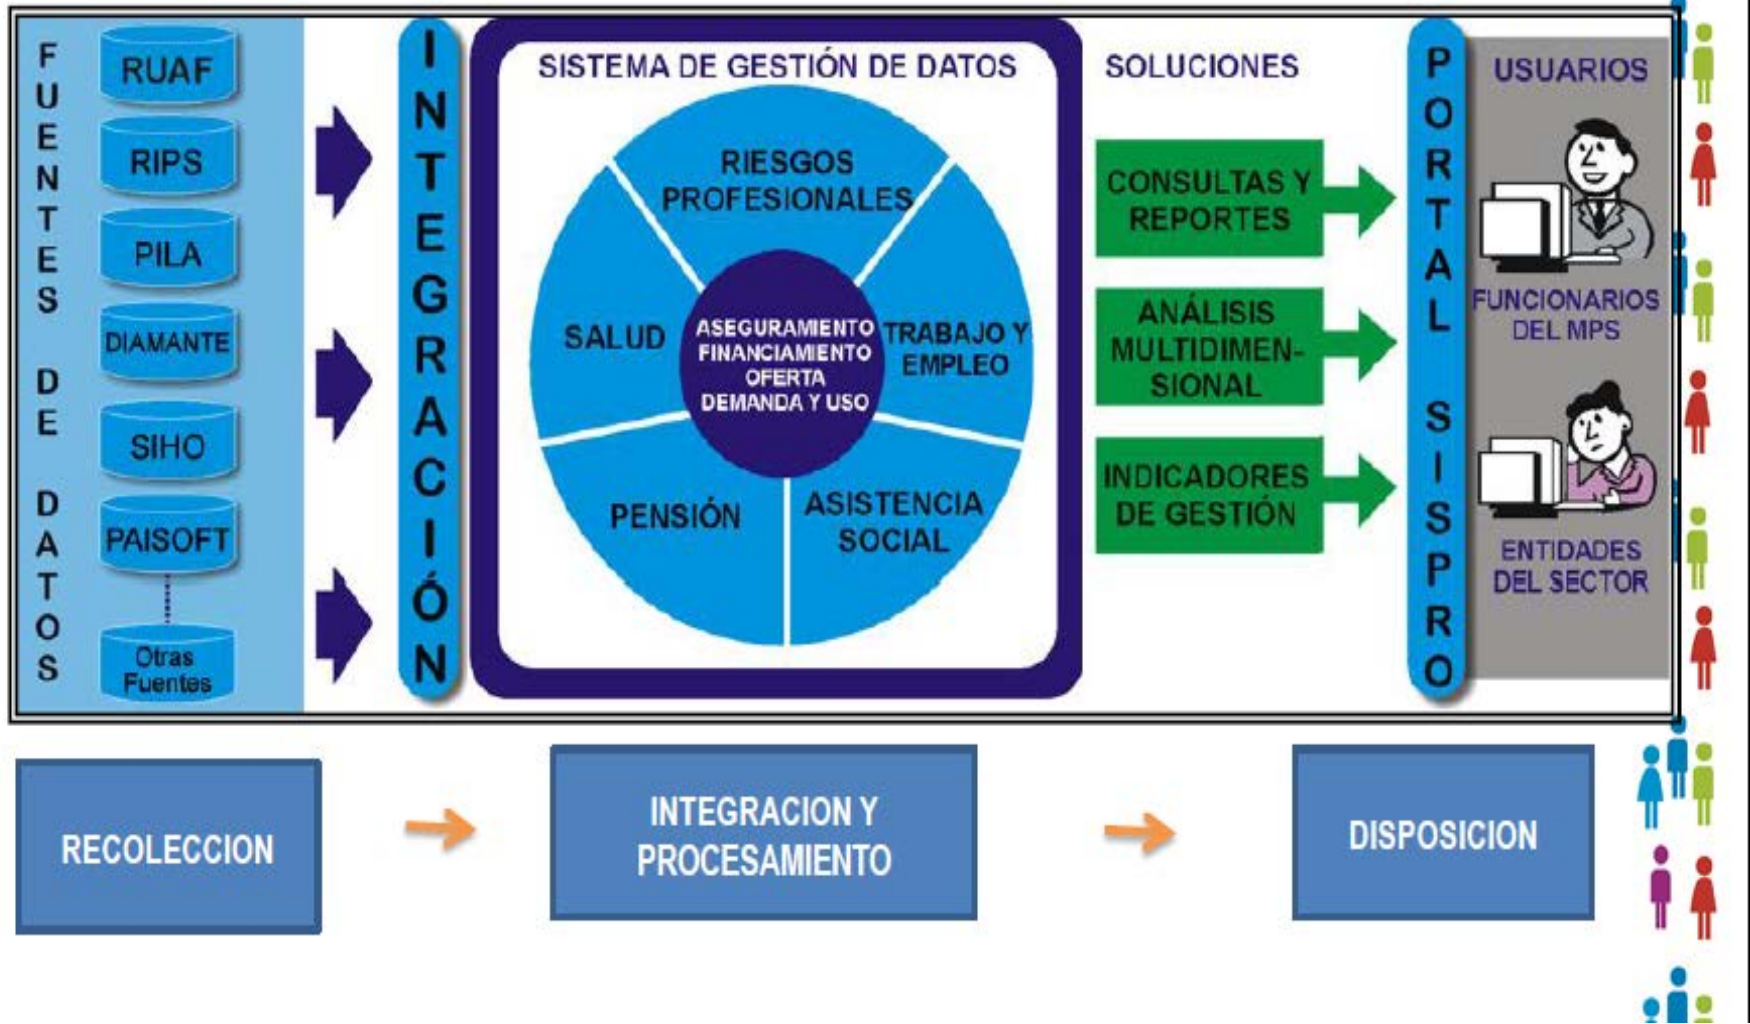 FUENTES DE DATOS
RUAF
RIPS
PILA
DIAMANTE
SIHO
PAISOFT
Otras
Fuentes
INTEGRACIÓN
SISTEMA DE GESTIÓN DE DATOS
RIESGOS
PROFESIONALES
SALUD
ASEGURAMIENTO
FINANCIAMIENTO
OFERTA
DEMANDA Y USO
TRABAJO Y
EMPLEO
PENSIÓN
ASISTENCIA
SOCIAL
SOLUCIONES
CONSULTAS Y
REPORTES
ANÁLISIS
MULTIDIMEN-
SIONAL
INDICADORES
DE GESTIÓN
PORTAL SISPRO
USUARIOS
FUNCIONARIOS
DEL MPS
ENTIDADES
DEL SECTOR
RECOLECCION
INTEGRACION Y
PROCESAMIENTO
DISPOSICION